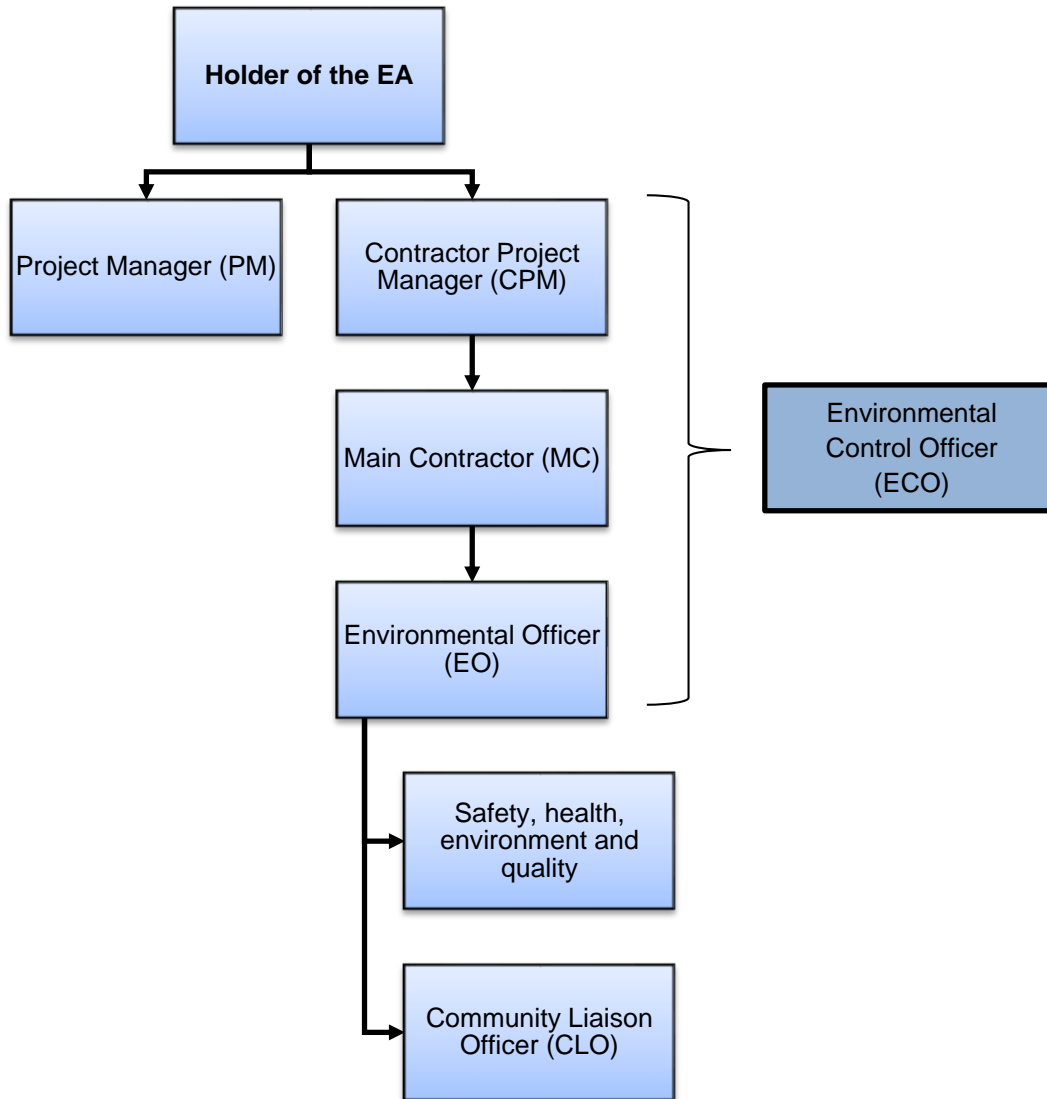 Holder of the EA
Project Manager (PM)
Contractor Project
Manager (CPM)
Main Contractor (MC)
Environmental
Control Officer
(ECO)
Environmental Officer
(EO)
Safety, health,
environment and
quality
Community Liaison
Officer (CLO)